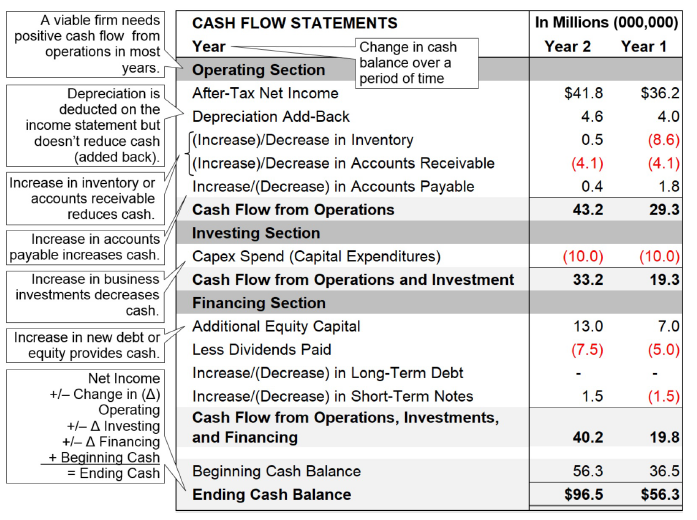 A viable firm needs
positive cash flow from
operations in most
years.
Depreciation is
deducted on the
income statement but
doesn't reduce cash
(added back).
Increase in inventory or
accounts receivable
reduces cash.
Increase in accounts
payable increases cash.
Increase in business
investments decreases
cash.
Increase in new debt or
equity provides cash.
Net Income
+/– Change in (Δ)
Operating
+/– Δ Investing
+/– Δ Financing
+ Beginning Cash
= Ending Cash
CASH FLOW STATEMENTS In Millions (000,000)
Year Year 2 Year 1
Change in cash
balance over a
period of time
Operating Section
After-Tax Net Income $41.8 $36.2
Depreciation Add-Back 4.6 4.0
(Increase)/Decrease in Inventory 0.5 (8.6)
(Increase)/Decrease in Accounts Receivable (4.1) (4.1)
Increase/(Decrease) in Accounts Payable 0.4 1.8
Cash Flow from Operations 43.2 29.3
Investing Section
Capex Spend (Capital Expenditures) (10.0) (10.0)
Cash Flow from Operations and Investment 33.2 19.3
Financing Section
Additional Equity Capital 13.0 7.0
Less Dividends Paid (7.5) (5.0)
Increase/(Decrease) in Long-Term Debt - -
Increase/(Decrease) in Short-Term Notes 1.5 (1.5)
Cash Flow from Operations, Investments,
and Financing 40.2 19.8
Beginning Cash Balance 56.3 36.5
Ending Cash Balance $96.5 $56.3